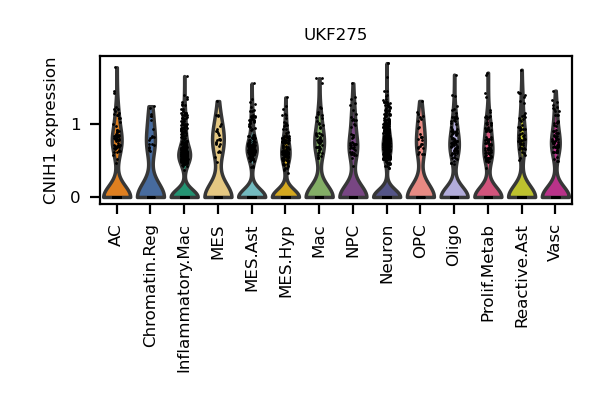 UKF275
CNIH1 expression
1
0
AC
Chromatin.Reg
Inflammatory.Mac
MES
MES.Ast
MES.Hyp
Mac
NPC
Neuron
OPC
Oligo
Prolif.Metab
Reactive.Ast
Vasc